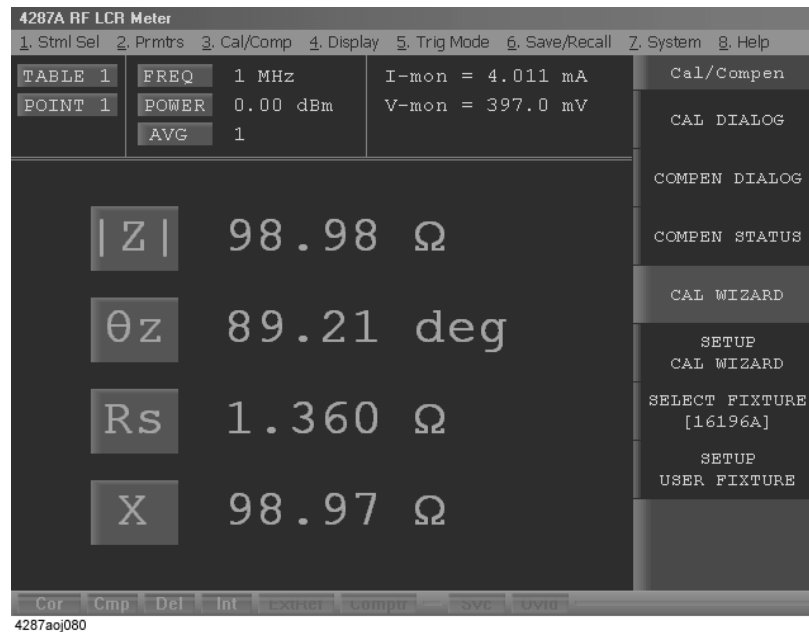 4287A RF LCR Meter
1. Stml Sel 2. Prmtrs 3. Cal/Comp 4. Display 5. Trig Mode 6. Save/Recall 7. System 8. Help
TABLE 1 FREQ 1 MHz I-mon = 4.011 mA
POINT 1 POWER 0.00 dBm V-mon = 397.0 mV
AVG 1
Cal/Compen
CAL DIALOG
COMPEN DIALOG
COMPEN STATUS
CAL WIZARD
SETUP
CAL WIZARD
SELECT FIXTURE
[16196A]
SETUP
USER FIXTURE
|Z| 98.98 Ω
θz 89.21 deg
Rs 1.360 Ω
X 98.97 Ω
Cor Cmp Del Int ExtRef Comptr Svc Ovld
4287aoj080